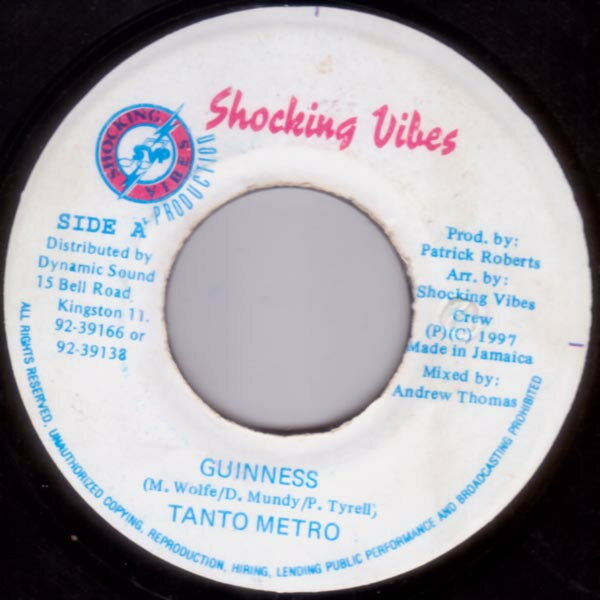 Shocking Vibes
SHOCKING VIBES
SVP
PRODUCTION
SIDE A
Distributed by
Dynamic Sound
15 Bell Road
Kingston 11.
92-39166 or
92-39138
Prod. by:
Patrick Roberts
Arr. by:
Shocking Vibes
Crew
(P)(C) 1997
Made in Jamaica
Mixed by:
Andrew Thomas
GUINNESS
(M. Wolfe/D. Mundy/P. Tyrell)
TANTO METRO
ALL RIGHTS RESERVED, UNAUTHORIZED COPYING, REPRODUCTION, HIRING, LENDING PUBLIC PERFORMANCE AND BROADCASTING PROHIBITED